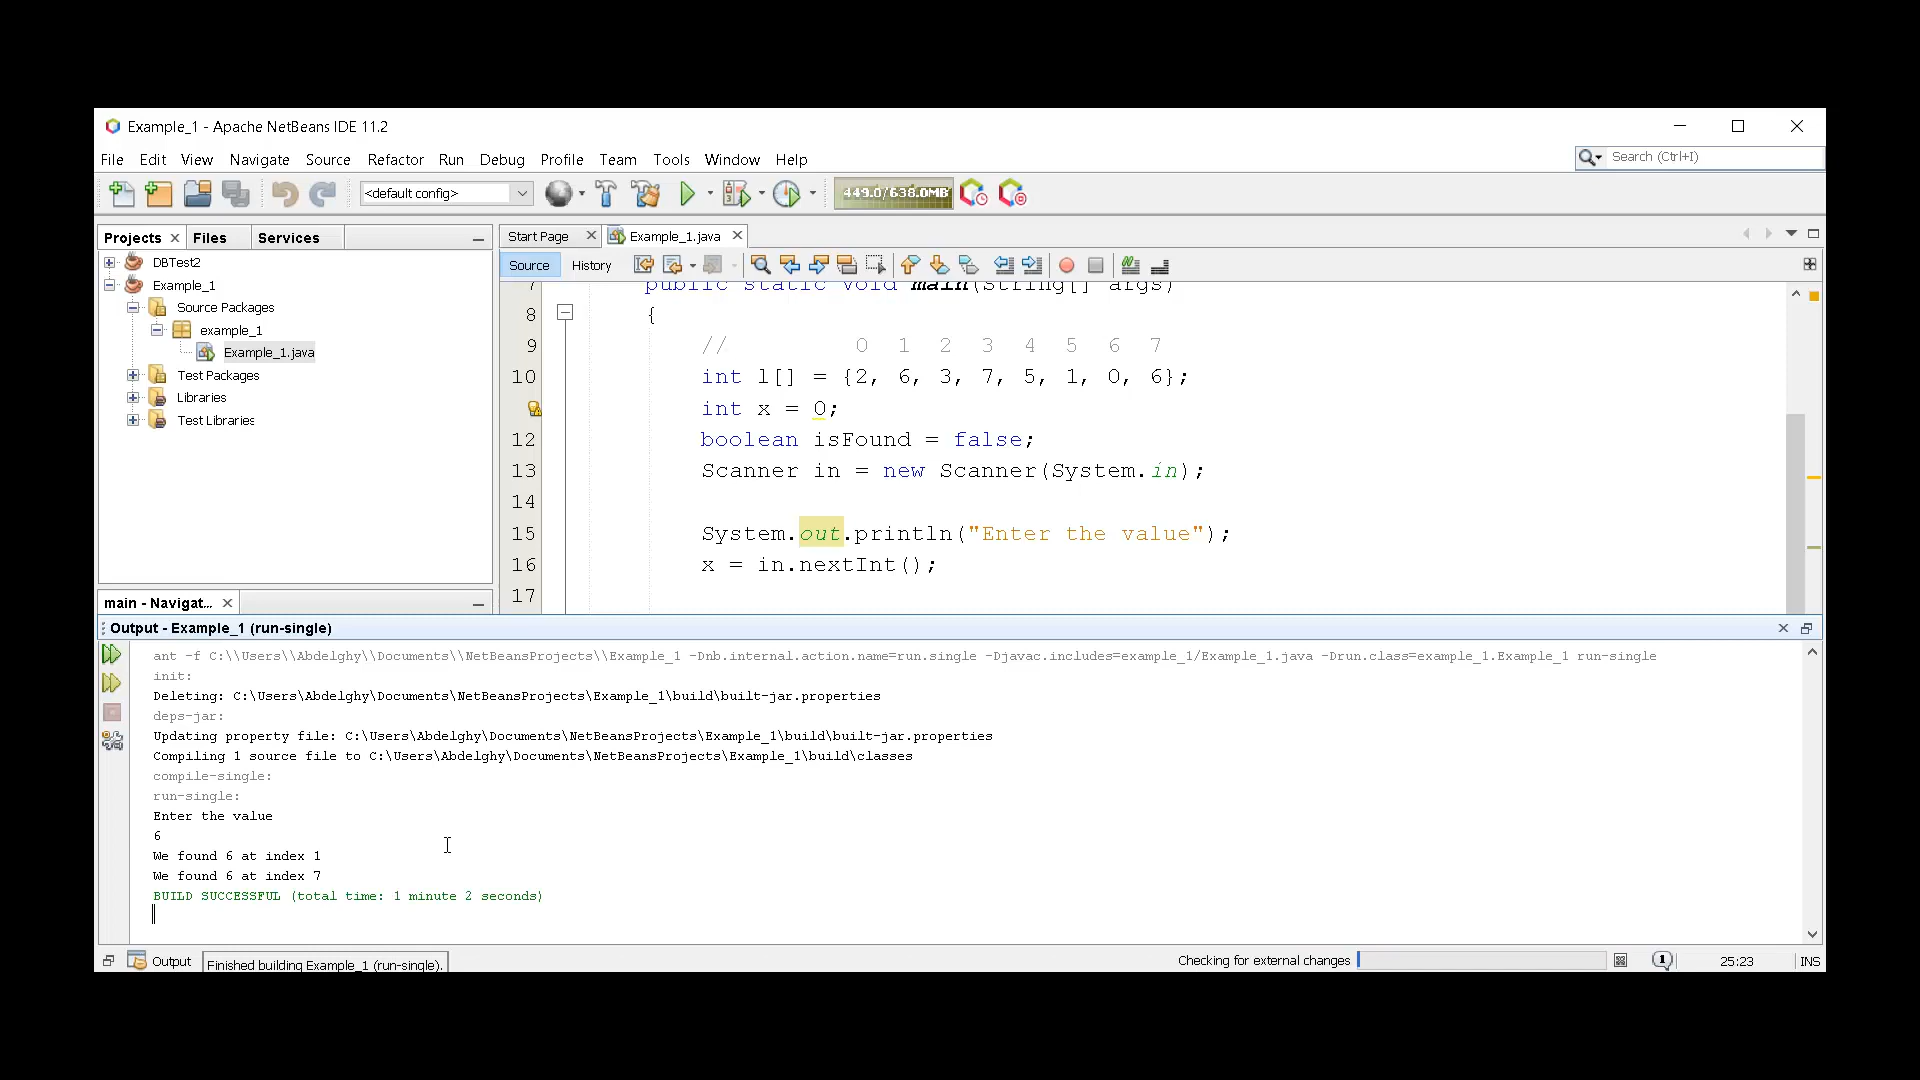 Example_1 - Apache NetBeans IDE 11.2
File Edit View Navigate Source Refactor Run Debug Profile Team Tools Window Help
Search (Ctrl+I)
<default config>
449.0/638.0MB
Projects Files Services
Start Page Example_1.java
Source History
DBTest2
Example_1
Source Packages
example_1
Example_1.java
Test Packages
Libraries
Test Libraries
7 public static void main(String[] args)
8 {
9 // 0 1 2 3 4 5 6 7
10 int l[] = {2, 6, 3, 7, 5, 1, 0, 6};
int x = 0;
12 boolean isFound = false;
13 Scanner in = new Scanner(System.in);
14
15 System.out.println("Enter the value");
16 x = in.nextInt();
17
main - Navigat...
Output - Example_1 (run-single)
ant -f C:\\Users\\Abdelghy\\Documents\\NetBeansProjects\\Example_1 -Dnb.internal.action.name=run.single -Djavac.includes=example_1/Example_1.java -Drun.class=example_1.Example_1 run-single
init:
Deleting: C:\Users\Abdelghy\Documents\NetBeansProjects\Example_1\build\built-jar.properties
deps-jar:
Updating property file: C:\Users\Abdelghy\Documents\NetBeansProjects\Example_1\build\built-jar.properties
Compiling 1 source file to C:\Users\Abdelghy\Documents\NetBeansProjects\Example_1\build\classes
compile-single:
run-single:
Enter the value
6
We found 6 at index 1
We found 6 at index 7
BUILD SUCCESSFUL (total time: 1 minute 2 seconds)
Output Finished building Example_1 (run-single). Checking for external changes 1 25:23 INS